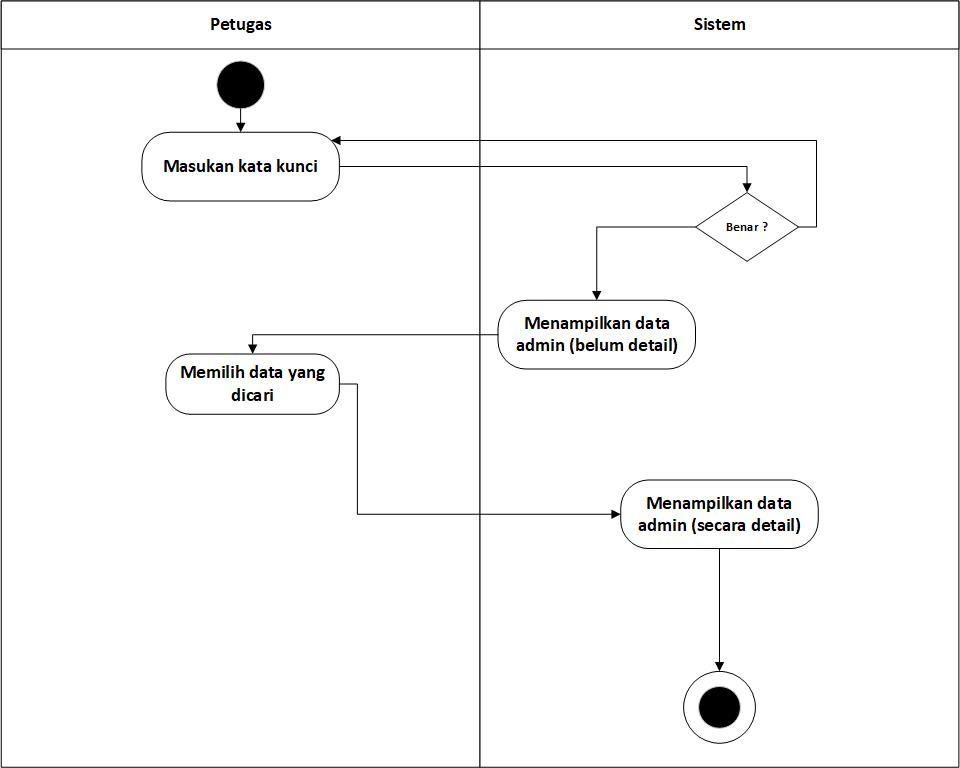 Petugas
Sistem
Masukan kata kunci
Benar ?
Menampilkan data
admin (belum detail)
Memilih data yang
dicari
Menampilkan data
admin (secara detail)